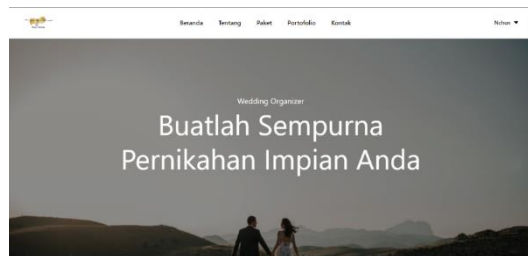 Beranda Tentang Paket Portofolio Kontak
Wedding Organizer
Buatlah Sempurna
Pernikahan Impian Anda